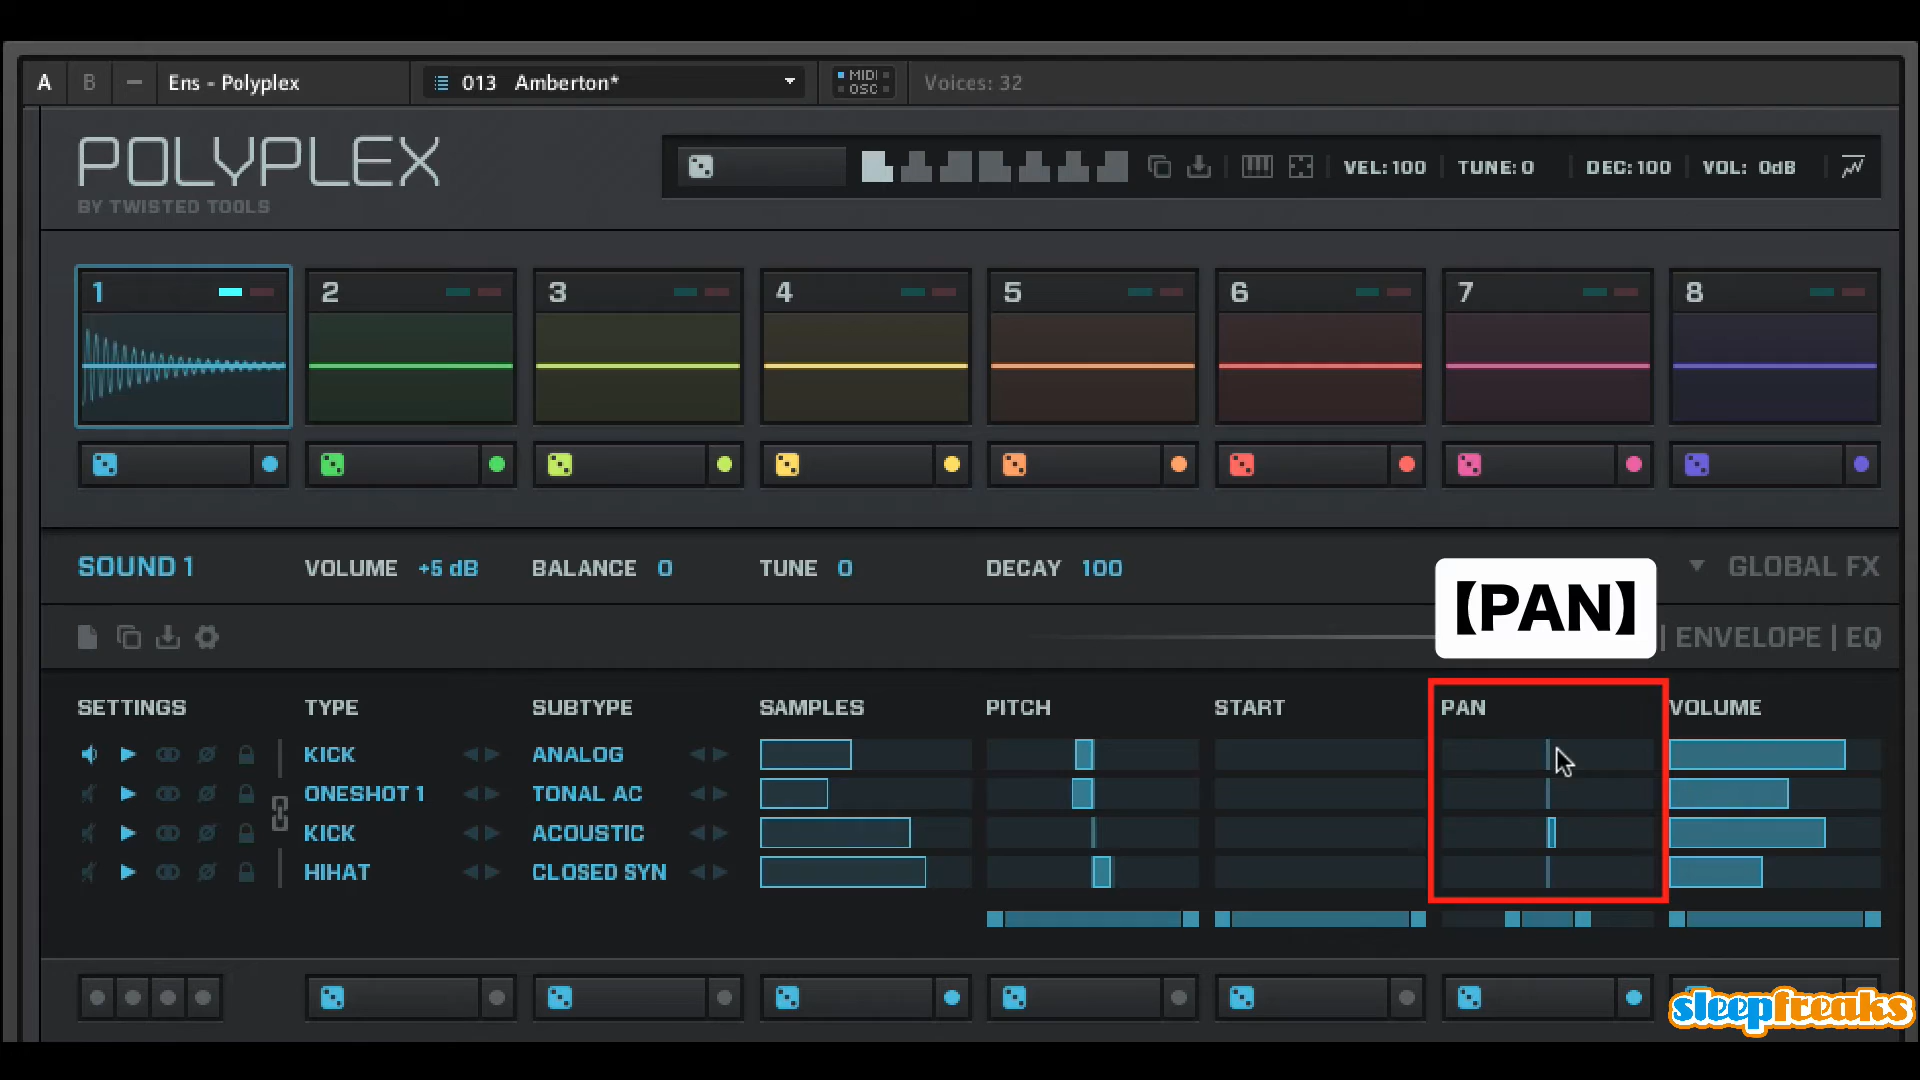 A B Ens - Polyplex 013 Amberton* MIDI OSC Voices: 32
POLYPLEX
BY TWISTED TOOLS
VEL: 100 TUNE: 0 DEC: 100 VOL: 0dB
1 2 3 4 5 6 7 8
SOUND 1 VOLUME +5 dB BALANCE 0 TUNE 0 DECAY 100 GLOBAL FX
【PAN】
| ENVELOPE | EQ
SETTINGS TYPE SUBTYPE SAMPLES PITCH START PAN VOLUME
KICK ANALOG
ONESHOT 1 TONAL AC
KICK ACOUSTIC
HIHAT CLOSED SYN
sleepfreaks